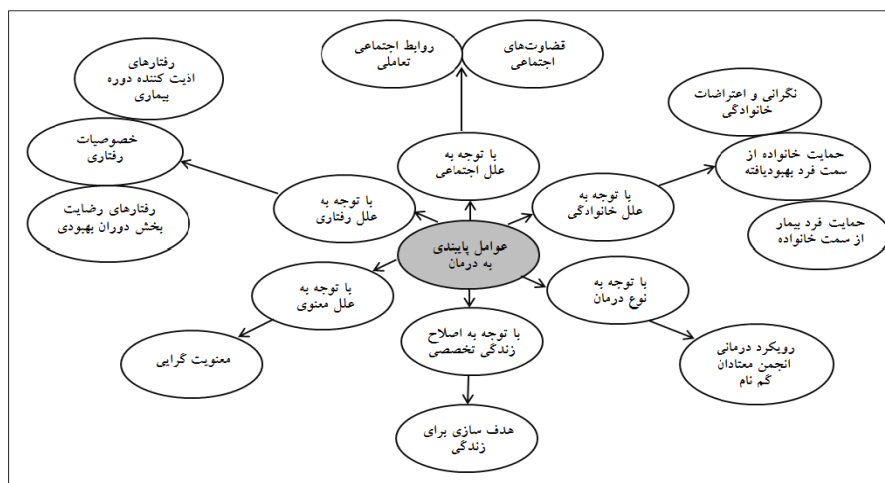 قضاوت‌های
اجتماعی
روابط اجتماعی
تعاملی
رفتارهای
اذیت کننده دوره
بیماری
نگرانی و اعتراضات
خانوادگی
خصوصیات
رفتاری
با توجه به
علل اجتماعی
حمایت خانواده از
سمت فرد بهبودیافته
با توجه به
علل خانوادگی
با توجه به
علل رفتاری
رفتارهای رضایت
بخش دوران بهبودی
حمایت فرد بیمار
از سمت خانواده
عوامل پایبندی
به درمان
با توجه به
نوع درمان
با توجه به
علل معنوی
با توجه به اصلاح
زندگی تخصصی
رویکرد درمانی
انجمن معتادان
گم نام
معنویت گرایی
هدف سازی برای
زندگی